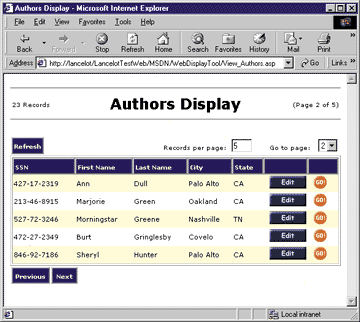 Authors Display - Microsoft Internet Explorer
File Edit View Favorites Tools Help
Back Forward Stop Refresh Home Search Favorites History Mail Print
Address http://lancelot/LancelotTestWeb/MSDN/WebDisplayTool/View_Authors.asp Go Links »
23 Records Authors Display (Page 2 of 5)
Refresh Records per page: 5 Go to page: 2
SSN First Name Last Name City State
427-17-2319 Ann Dull Palo Alto CA Edit GO!
213-46-8915 Marjorie Green Oakland CA Edit GO!
527-72-3246 Morningstar Greene Nashville TN Edit GO!
472-27-2349 Burt Gringlesby Covelo CA Edit GO!
846-92-7186 Sheryl Hunter Palo Alto CA Edit GO!
Previous Next
Local intranet